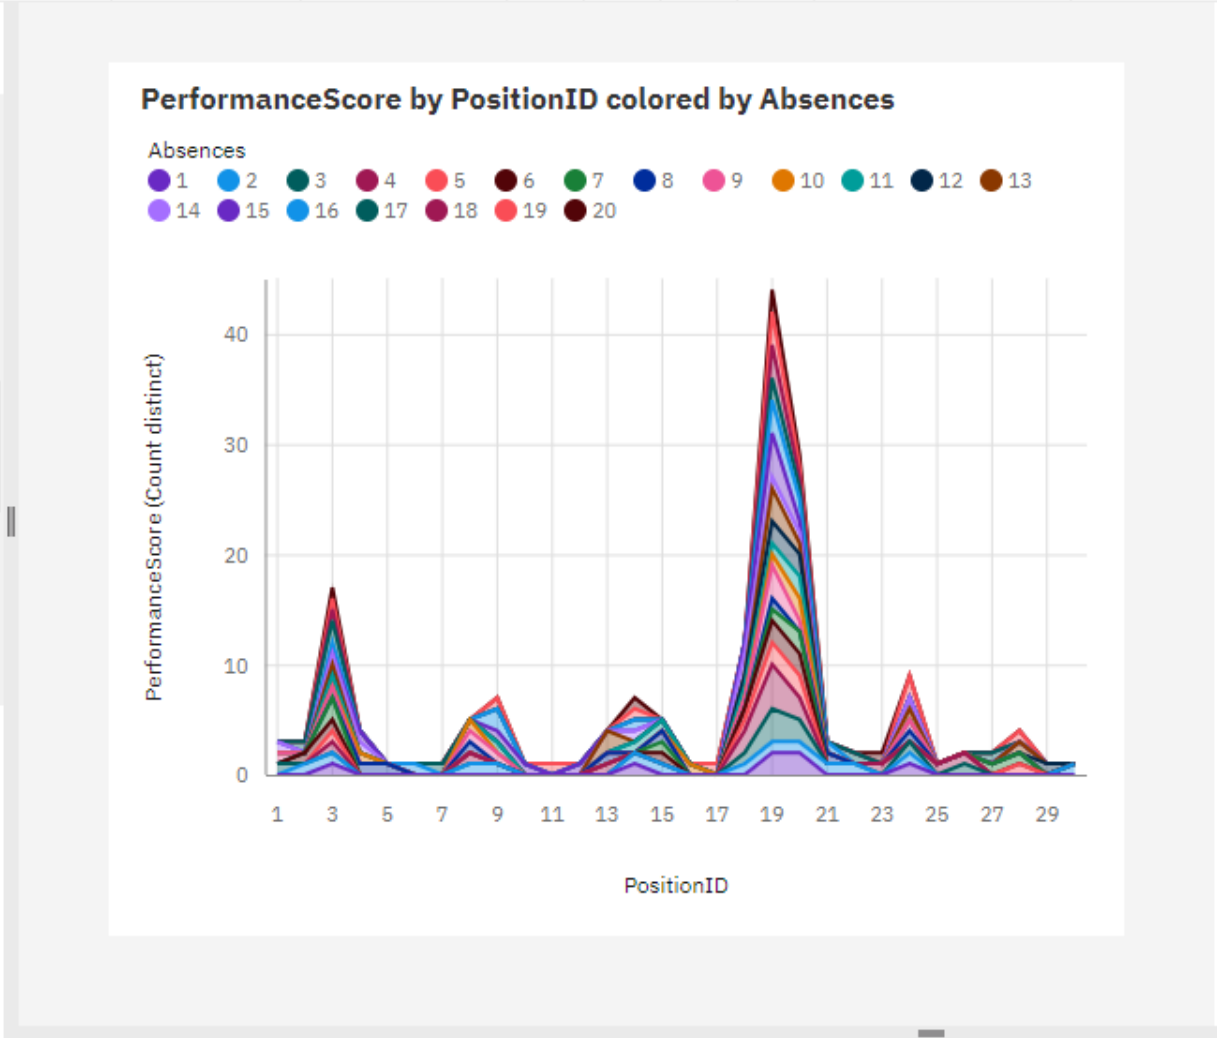 PerformanceScore by PositionID colored by Absences
Absences
1 2 3 4 5 6 7 8 9 10 11 12 13
14 15 16 17 18 19 20
PerformanceScore (Count distinct)
40
30
20
10
0
1 3 5 7 9 11 13 15 17 19 21 23 25 27 29
PositionID